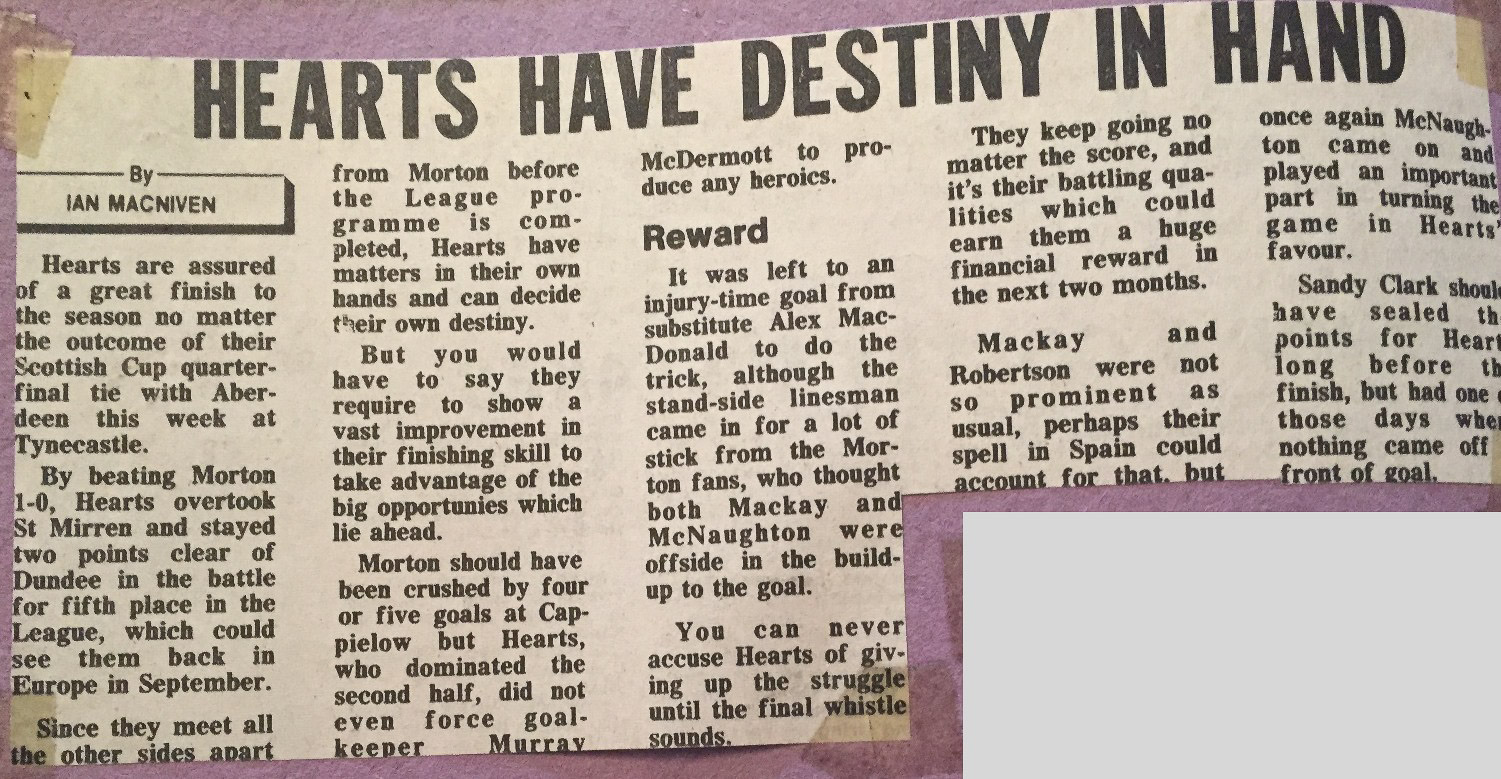 HEARTS HAVE DESTINY IN HAND
By
IAN MACNIVEN
Hearts are assured
of a great finish to
the season no matter
the outcome of their
Scottish Cup quarter-
final tie with Aber-
deen this week at
Tynecastle.
By beating Morton
1-0, Hearts overtook
St Mirren and stayed
two points clear of
Dundee in the battle
for fifth place in the
League, which could
see them back in
Europe in September.
Since they meet all
the other sides apart
from Morton before
the League pro-
gramme is com-
pleted, Hearts have
matters in their own
hands and can decide
their own destiny.
But you would
have to say they
require to show a
vast improvement in
their finishing skill to
take advantage of the
big opportunies which
lie ahead.
Morton should have
been crushed by four
or five goals at Cap-
pielow but Hearts,
who dominated the
second half, did not
even force goal-
keeper Murray
McDermott to pro-
duce any heroics.
Reward
It was left to an
injury-time goal from
substitute Alex Mac-
Donald to do the
trick, although the
stand-side linesman
came in for a lot of
stick from the Mor-
ton fans, who thought
both Mackay and
McNaughton were
offside in the build-
up to the goal.
You can never
accuse Hearts of giv-
ing up the struggle
until the final whistle
sounds.
They keep going no
matter the score, and
it's their battling qua-
lities which could
earn them a huge
financial reward in
the next two months.
Mackay and
Robertson were not
so prominent as
usual, perhaps their
spell in Spain could
account for that, but
once again McNaugh-
ton came on and
played an important
part in turning the
game in Hearts'
favour.
Sandy Clark shoul
have sealed th
points for Heart
long before th
finish, but had one
those days whe
nothing came off
front of goal.